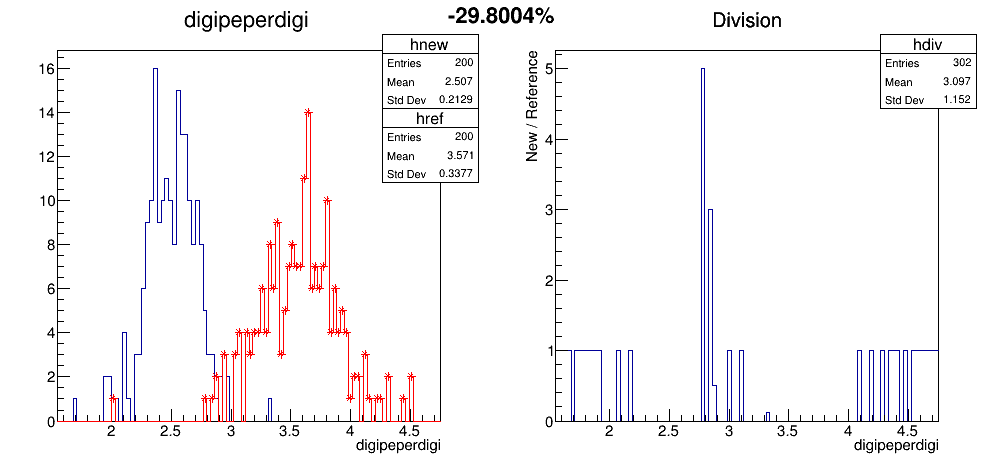 -29.8004%
digipeperdigi
hnew
Entries 200
Mean 2.507
Std Dev 0.2129
href
Entries 200
Mean 3.571
Std Dev 0.3377
16
14
12
10
8
6
4
2
0
2 2.5 3 3.5 4 4.5
digipeperdigi
Division
hdiv
Entries 302
Mean 3.097
Std Dev 1.152
New / Reference
5
4
3
2
1
0
2 2.5 3 3.5 4 4.5
digipeperdigi